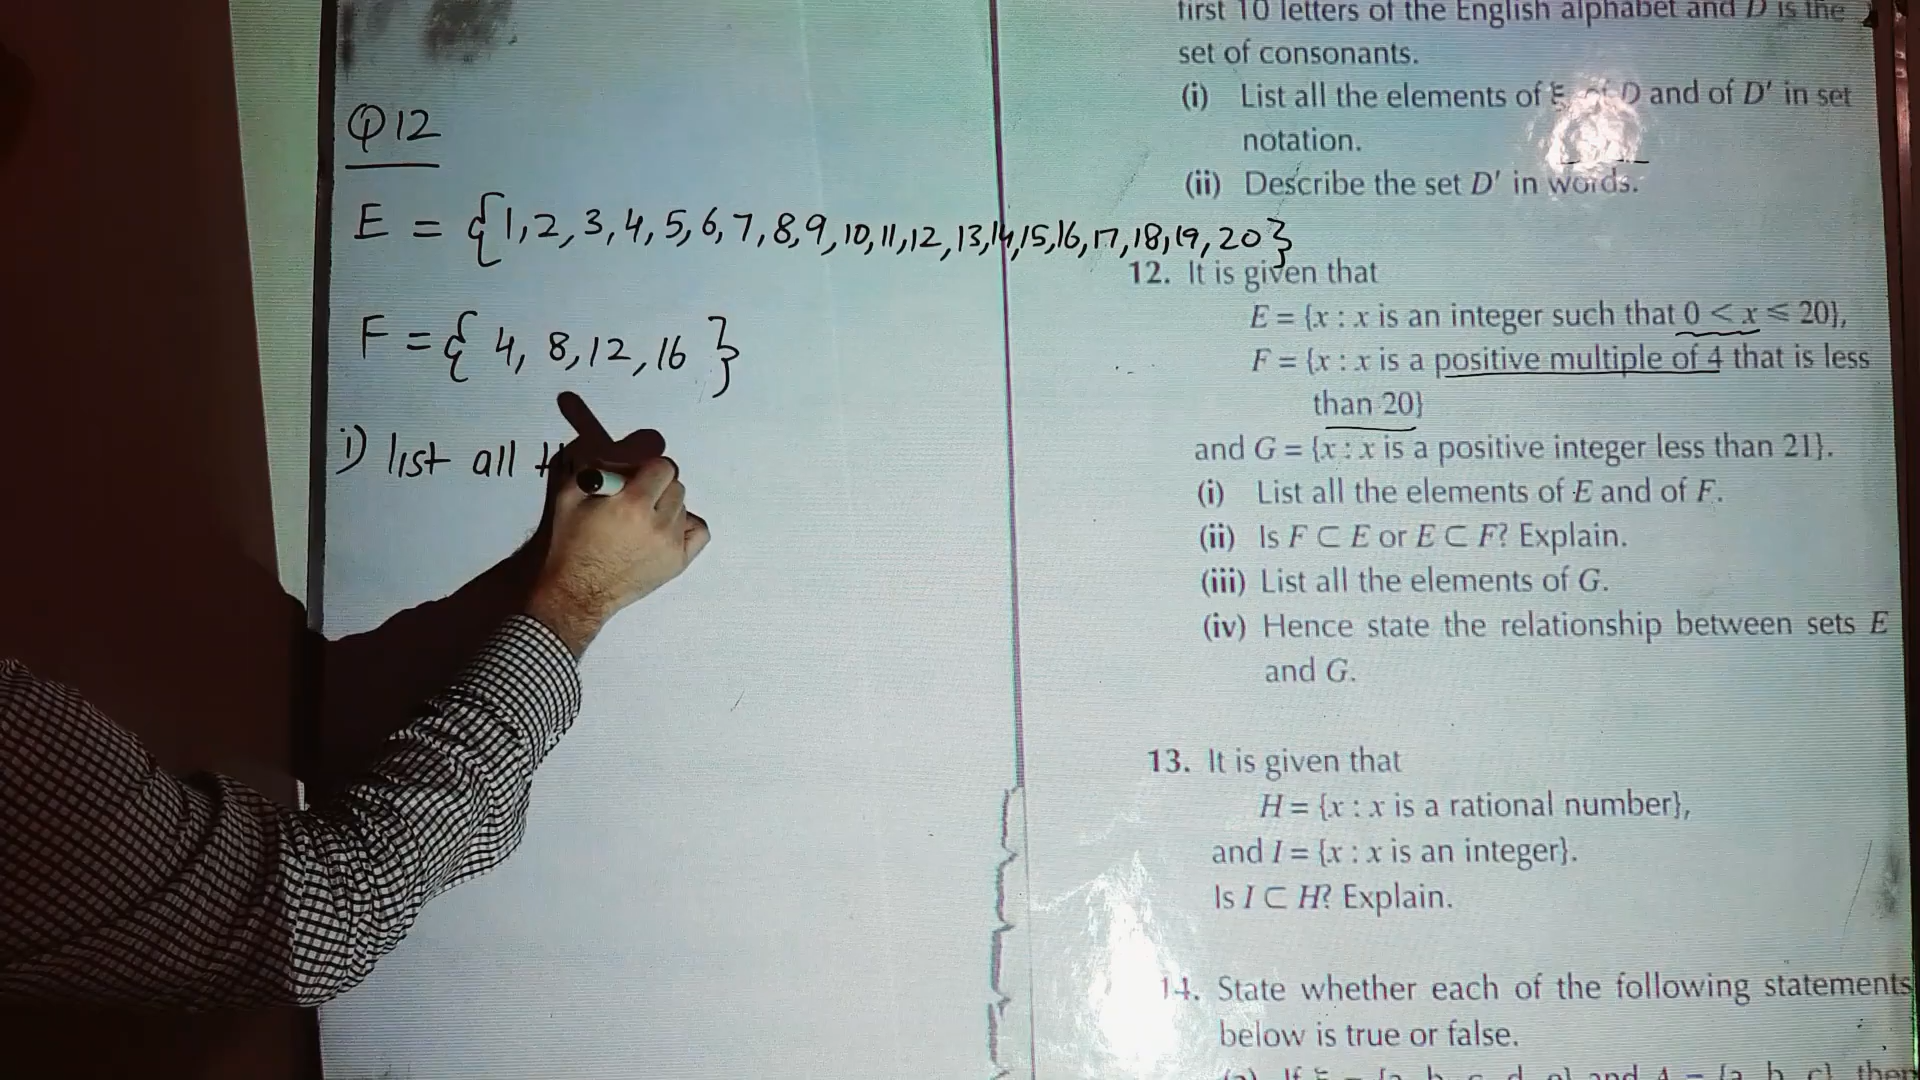 Q12
E = {1,2,3,4,5,6,7,8,9,10,11,12,13,14,15,16,17,18,19,20}
F = { 4, 8, 12, 16 }
i) list all
first 10 letters of the English alphabet and D is the
set of consonants.
(i) List all the elements of ξ, of D and of D' in set
notation.
(ii) Describe the set D' in words.
12. It is given that
E = {x : x is an integer such that 0 < x ⩽ 20},
F = {x : x is a positive multiple of 4 that is less
than 20}
and G = {x : x is a positive integer less than 21}.
(i) List all the elements of E and of F.
(ii) Is F ⊂ E or E ⊂ F? Explain.
(iii) List all the elements of G.
(iv) Hence state the relationship between sets E
and G.
13. It is given that
H = {x : x is a rational number},
and I = {x : x is an integer}.
Is I ⊂ H? Explain.
14. State whether each of the following statements
below is true or false.